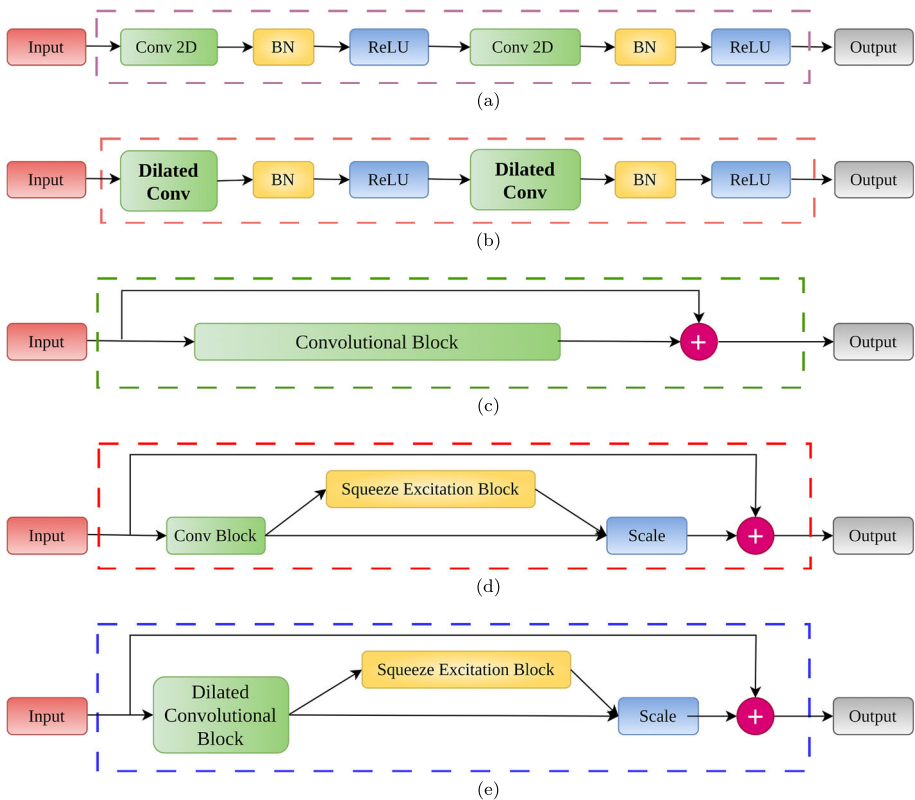 Input Conv 2D BN ReLU Conv 2D BN ReLU Output
(a)
Input Dilated Conv BN ReLU Dilated Conv BN ReLU Output
(b)
Input Convolutional Block + Output
(c)
Squeeze Excitation Block
Input Conv Block Scale + Output
(d)
Squeeze Excitation Block
Input Dilated Convolutional Block Scale + Output
(e)